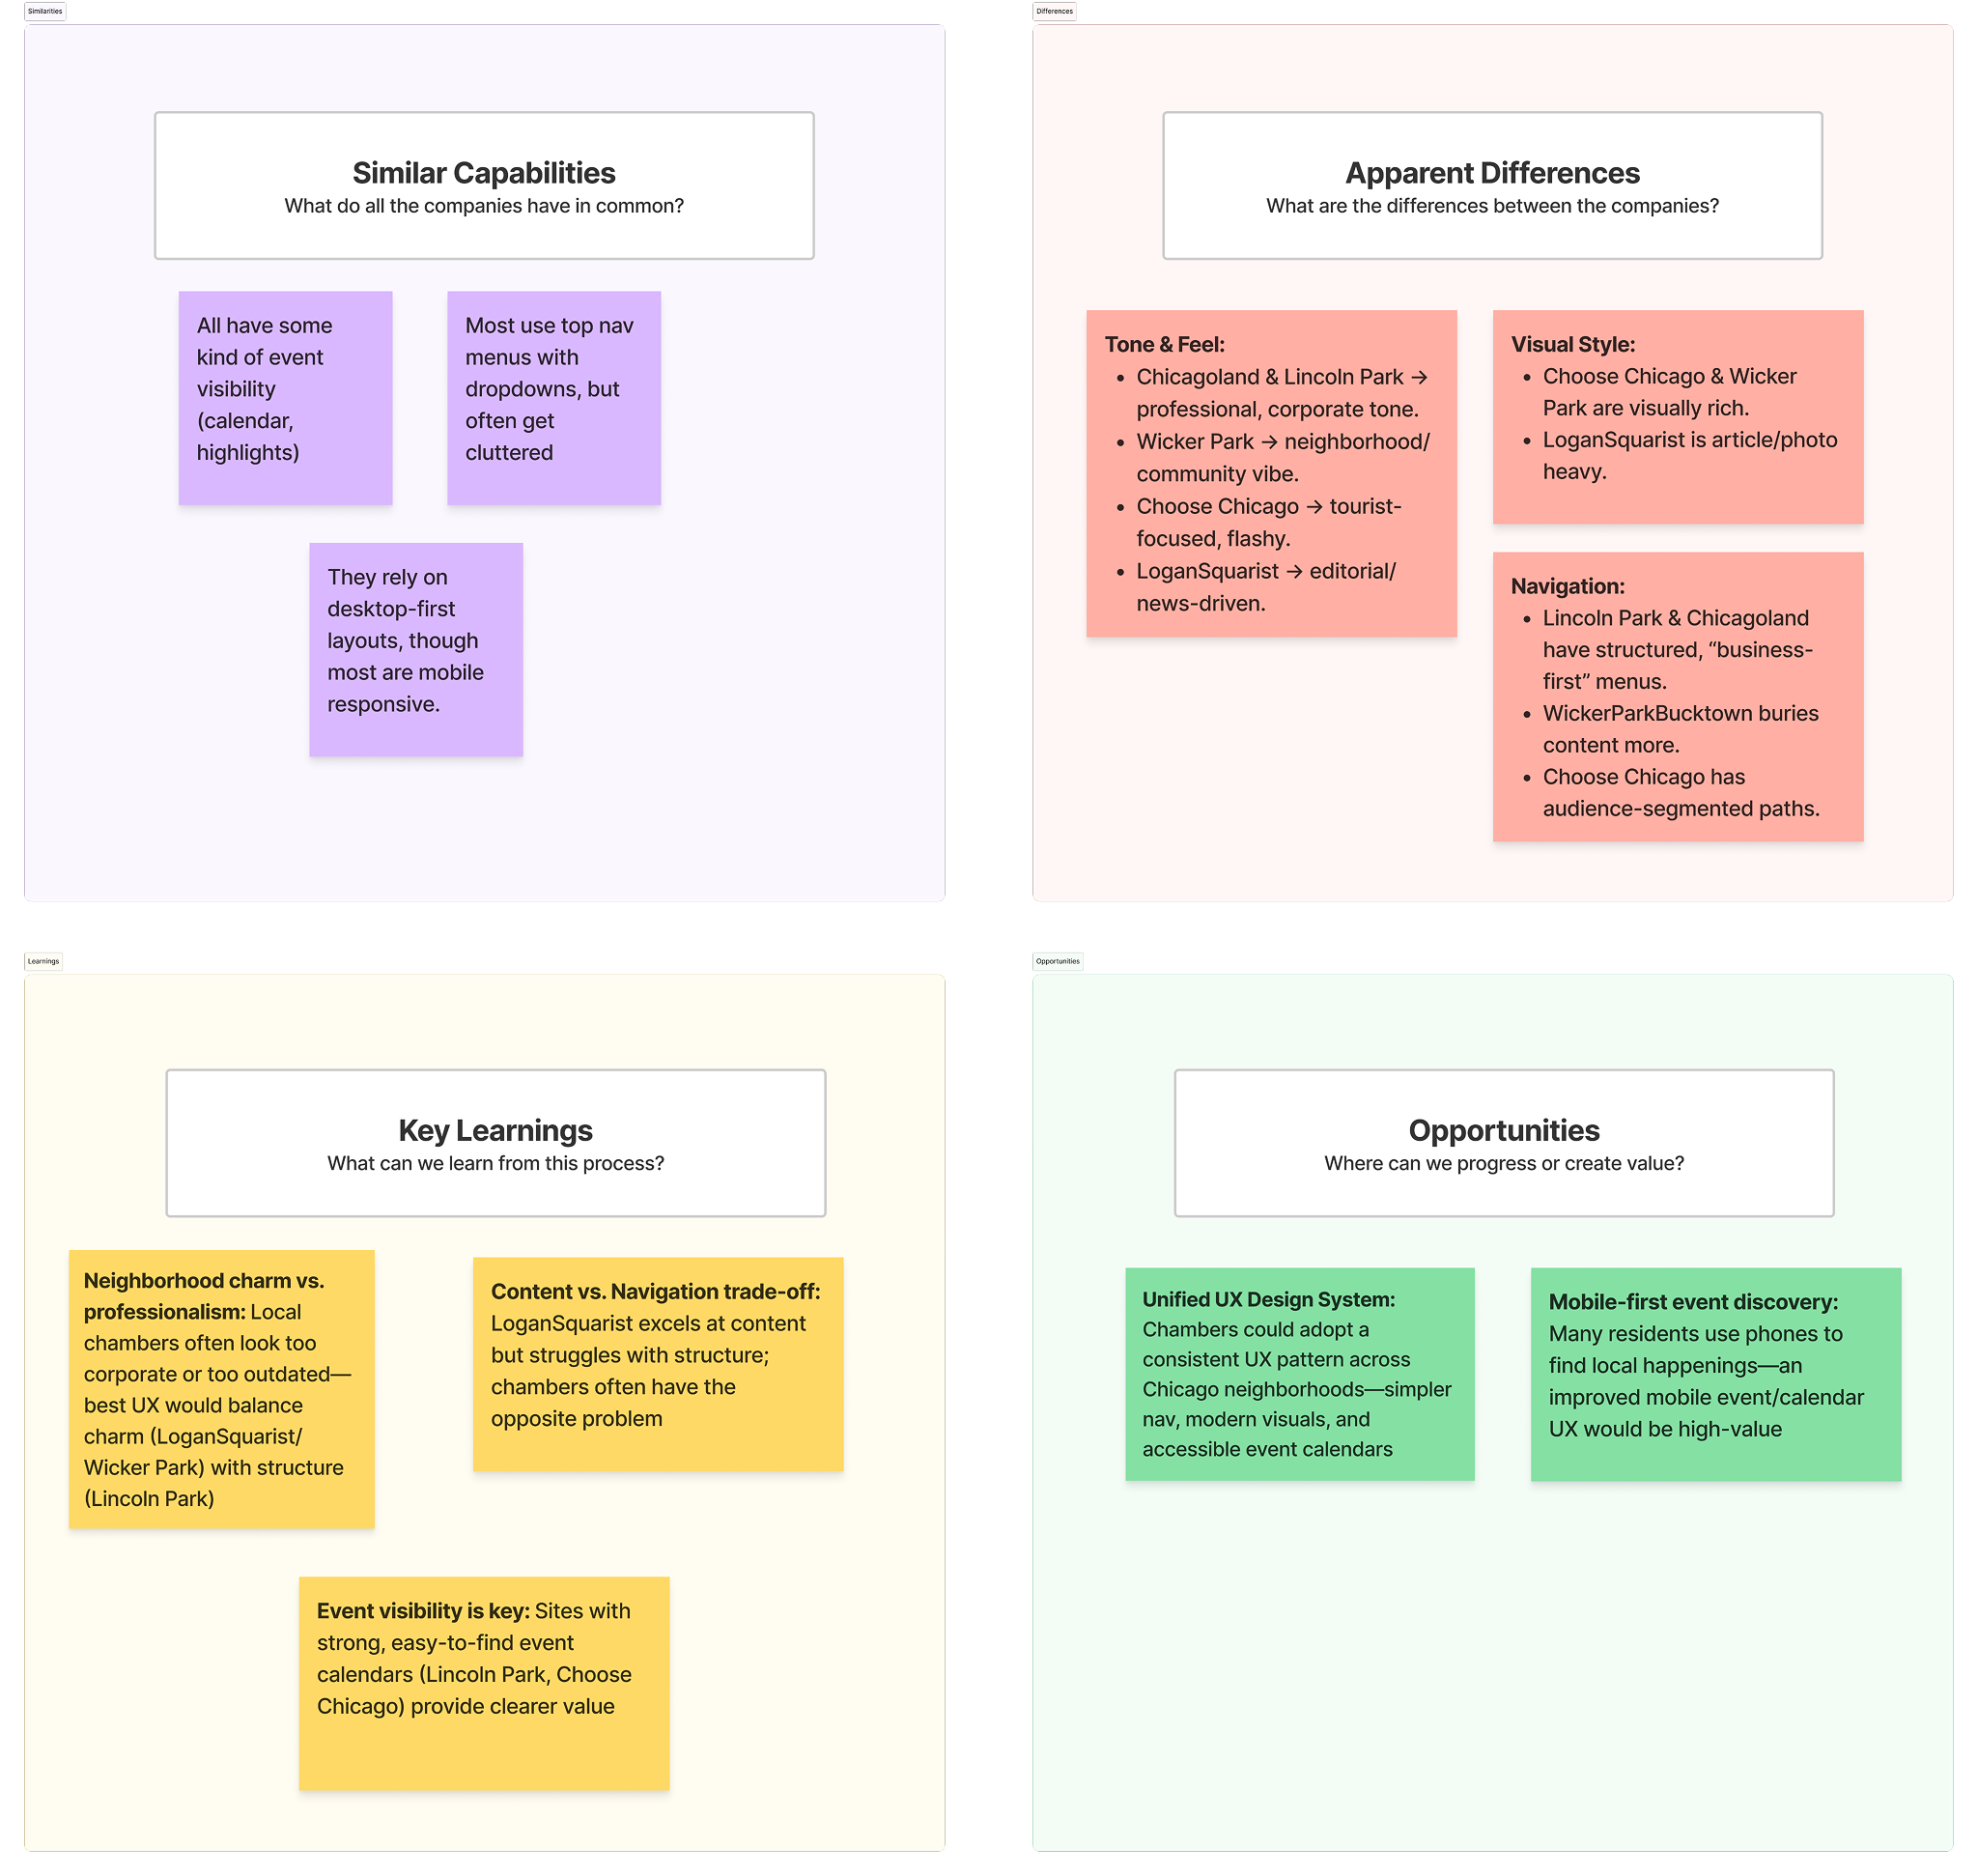 Similarities
Similar Capabilities
What do all the companies have in common?
All have some
kind of event
visibility
(calendar,
highlights)
Most use top nav
menus with
dropdowns, but
often get
cluttered
They rely on
desktop-first
layouts, though
most are mobile
responsive.
Differences
Apparent Differences
What are the differences between the companies?
Tone & Feel:
• Chicagoland & Lincoln Park →
professional, corporate tone.
• Wicker Park → neighborhood/
community vibe.
• Choose Chicago → tourist-
focused, flashy.
• LoganSquarist → editorial/
news-driven.
Visual Style:
• Choose Chicago & Wicker
Park are visually rich.
• LoganSquarist is article/photo
heavy.
Navigation:
• Lincoln Park & Chicagoland
have structured, “business-
first” menus.
• WickerParkBucktown buries
content more.
• Choose Chicago has
audience-segmented paths.
Learnings
Key Learnings
What can we learn from this process?
Neighborhood charm vs.
professionalism: Local
chambers often look too
corporate or too outdated—
best UX would balance
charm (LoganSquarist/
Wicker Park) with structure
(Lincoln Park)
Content vs. Navigation trade-off:
LoganSquarist excels at content
but struggles with structure;
chambers often have the
opposite problem
Event visibility is key: Sites with
strong, easy-to-find event
calendars (Lincoln Park, Choose
Chicago) provide clearer value
Opportunities
Opportunities
Where can we progress or create value?
Unified UX Design System:
Chambers could adopt a
consistent UX pattern across
Chicago neighborhoods—simpler
nav, modern visuals, and
accessible event calendars
Mobile-first event discovery:
Many residents use phones to
find local happenings—an
improved mobile event/calendar
UX would be high-value